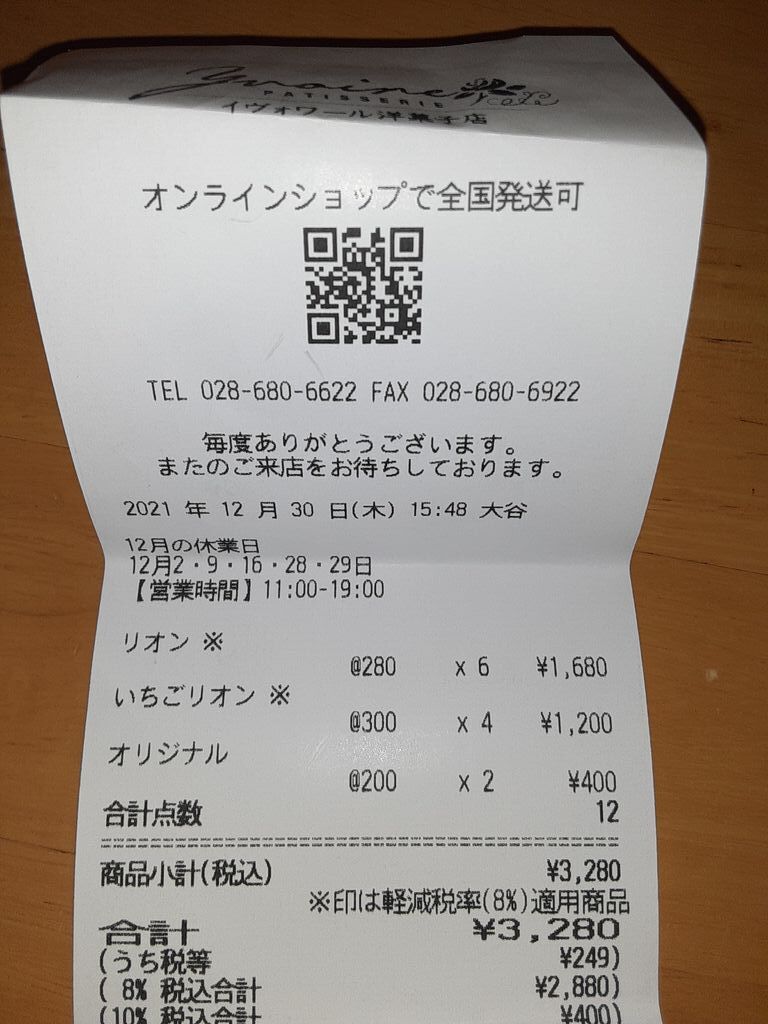 PATISSERIE
イヴォワール洋菓子店
オンラインショップで全国発送可
TEL 028-680-6622 FAX 028-680-6922
毎度ありがとうございます。
またのご来店をお待ちしております。
2021 年 12 月 30 日(木) 15:48 大谷
12月の休業日
12月2・9・16・28・29日
【営業時間】11:00-19:00
リオン ※
@280 x 6 ¥1,680
いちごリオン ※
@300 x 4 ¥1,200
オリジナル
@200 x 2 ¥400
合計点数 12
商品小計(税込) ¥3,280
※印は軽減税率(8%)適用商品
合計 ¥3,280
(うち税等 ¥249)
( 8% 税込合計 ¥2,880)
(10% 税込合計 ¥400)